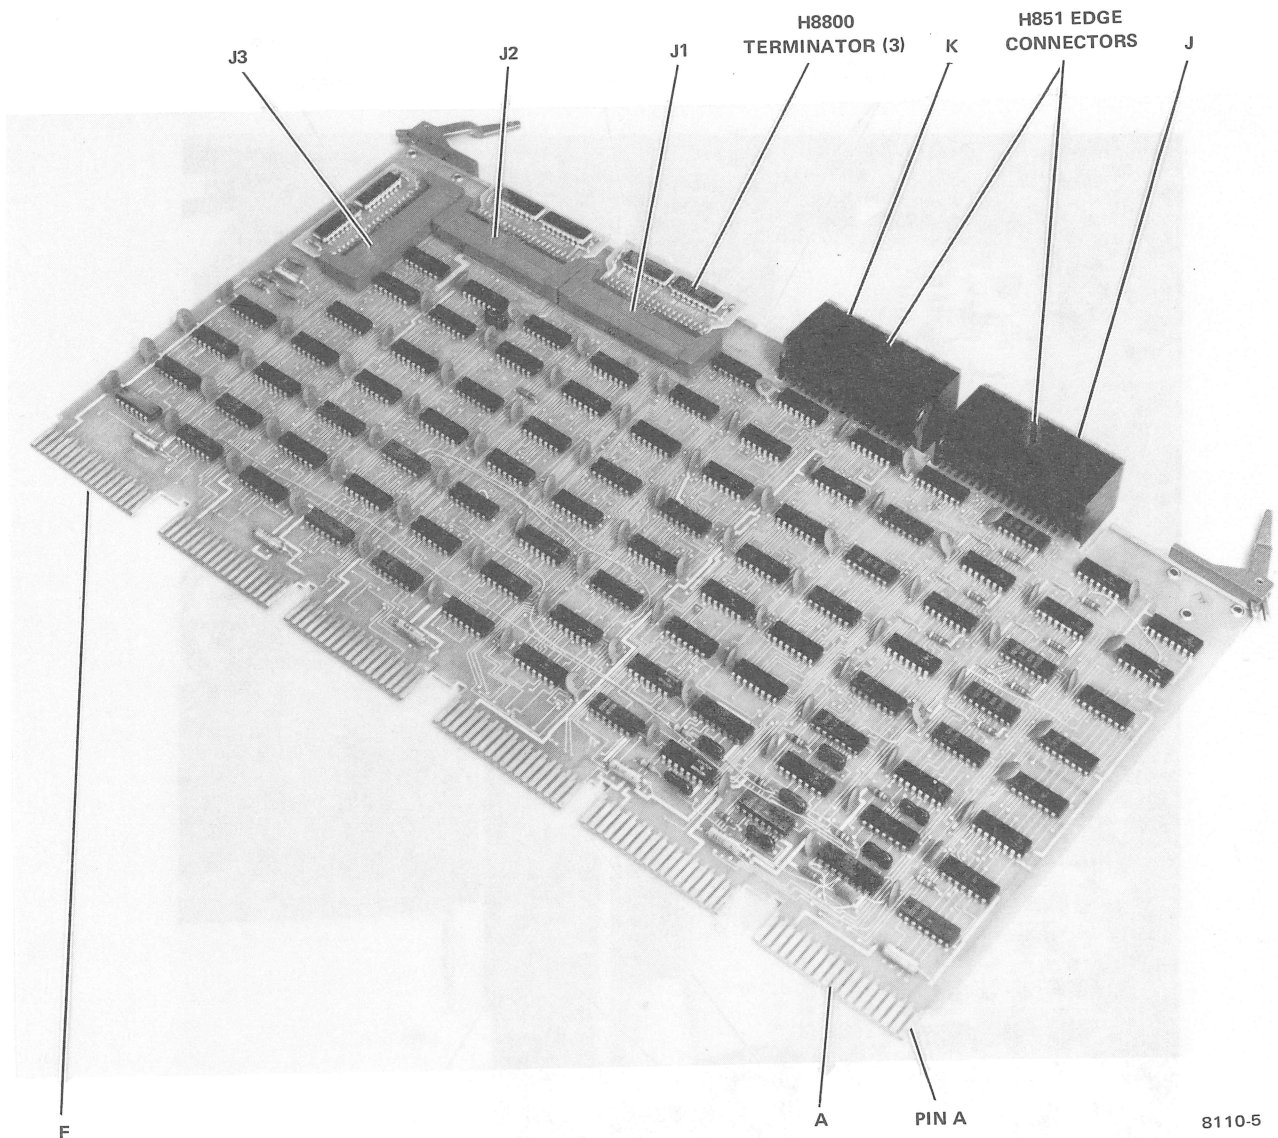 H8800
TERMINATOR (3)
H851 EDGE
CONNECTORS
J3
J2
J1
K
J
F
A
PIN A
8110-5